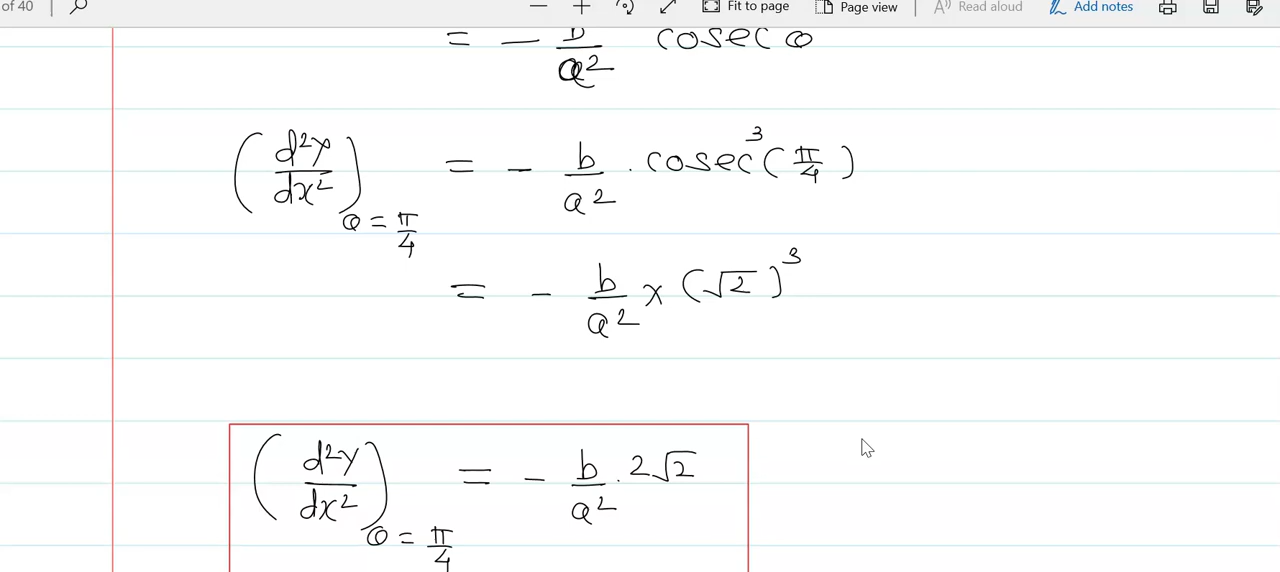 of 40 Fit to page Page view Read aloud Add notes
= - b/a² cosec θ
(d²y/dx²)θ = π/4 = - b/a² . cosec³(π/4)
= - b/a² × (√2)³
(d²y/dx²)θ = π/4 = - b/a² . 2√2